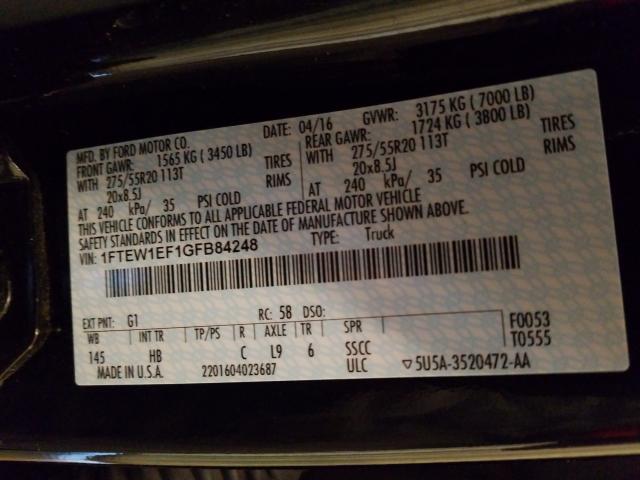 MFD. BY FORD MOTOR CO. DATE: 04/16 GVWR: 3175 KG ( 7000 LB)
FRONT GAWR: 1565 KG ( 3450 LB) REAR GAWR: 1724 KG ( 3800 LB)
WITH 275/55R20 113T TIRES WITH 275/55R20 113T TIRES
20x8.5J RIMS 20x8.5J RIMS
AT 240 kPa/ 35 PSI COLD AT 240 kPa/ 35 PSI COLD
THIS VEHICLE CONFORMS TO ALL APPLICABLE FEDERAL MOTOR VEHICLE
SAFETY STANDARDS IN EFFECT ON THE DATE OF MANUFACTURE SHOWN ABOVE.
VIN: 1FTEW1EF1GFB84248 TYPE: Truck
EXT PNT: G1 RC: 58 DSO:
WB INT TR TP/PS R AXLE TR SPR F0053
145 HB C L9 6 SSCC T0555
MADE IN U.S.A. 2201604023687 ULC ▽5U5A-3520472-AA